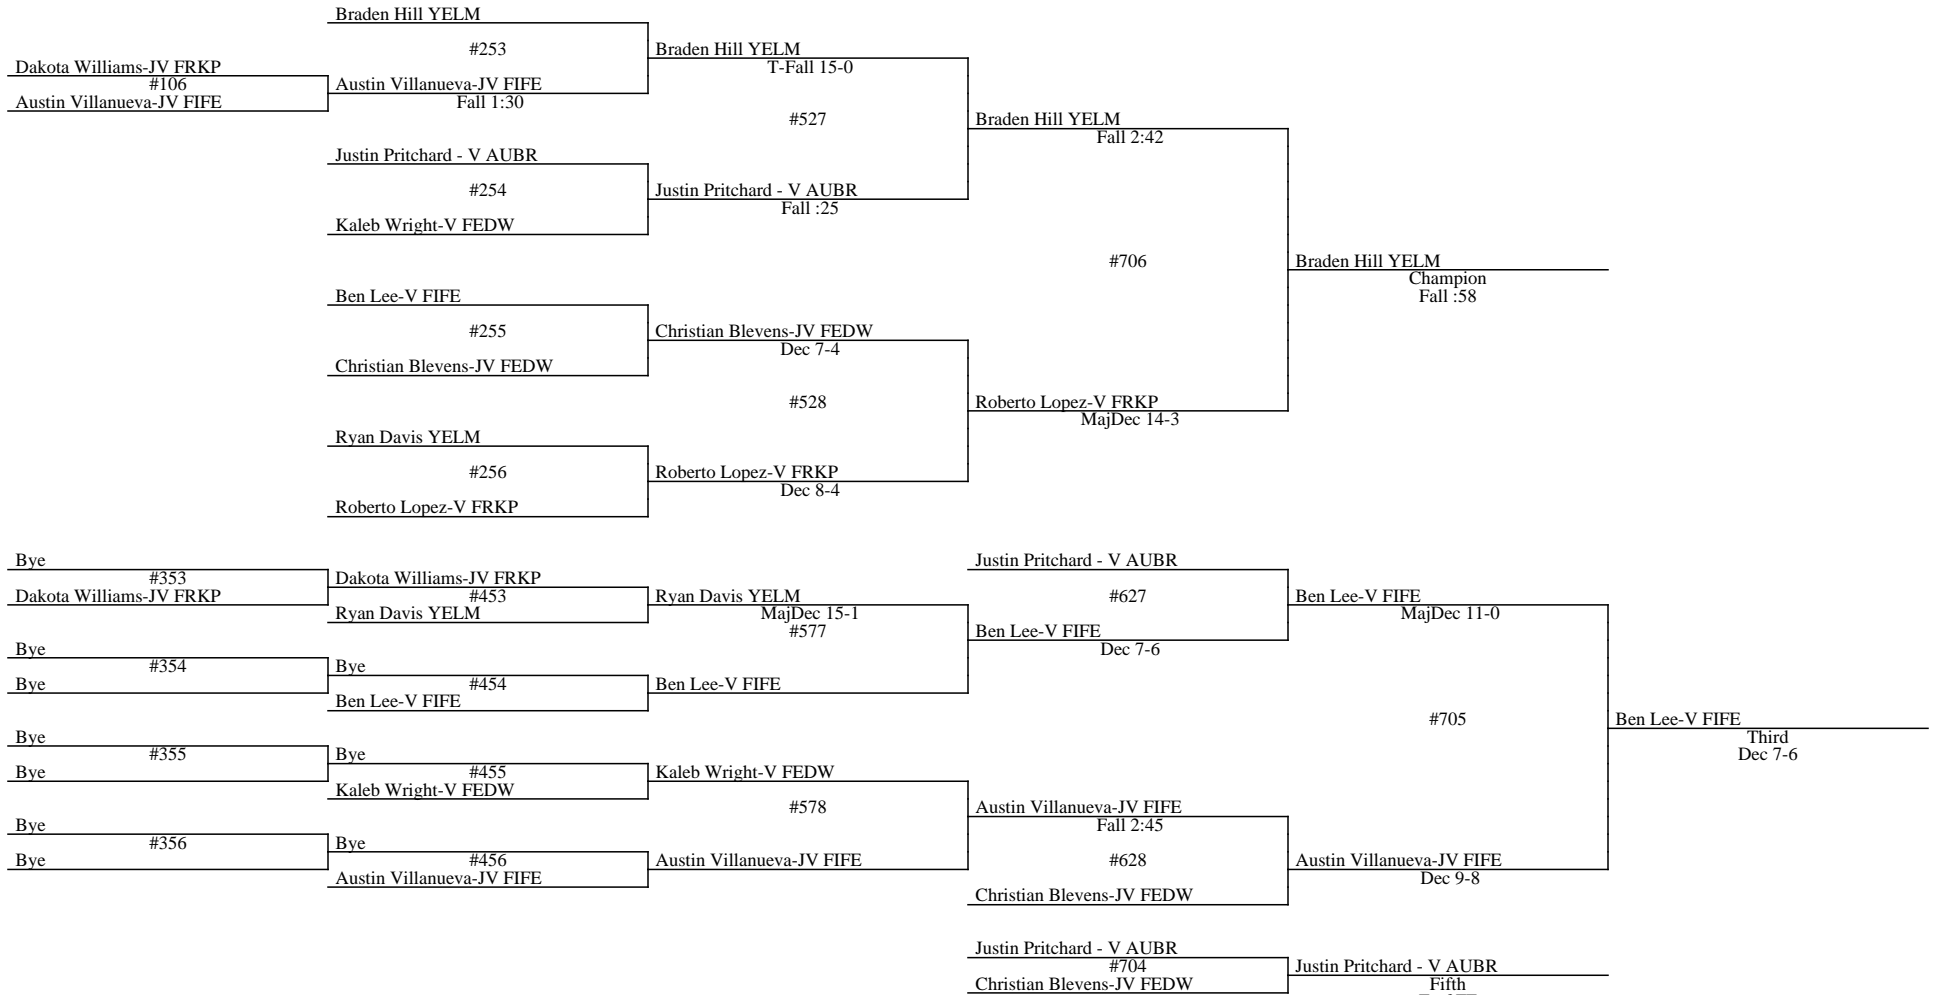 Braden Hill YELM
#253
Braden Hill YELM
Dakota Williams-JV FRKP
T-Fall 15-0
#106
Austin Villanueva-JV FIFE
Austin Villanueva-JV FIFE
Fall 1:30
#527
Braden Hill YELM
Fall 2:42
Justin Pritchard - V AUBR
#254
Justin Pritchard - V AUBR
Fall :25
Kaleb Wright-V FEDW
#706
Braden Hill YELM
Champion
Fall :58
Ben Lee-V FIFE
#255
Christian Blevens-JV FEDW
Dec 7-4
Christian Blevens-JV FEDW
#528
Roberto Lopez-V FRKP
MajDec 14-3
Ryan Davis YELM
#256
Roberto Lopez-V FRKP
Dec 8-4
Roberto Lopez-V FRKP
Bye
#353
Dakota Williams-JV FRKP
Dakota Williams-JV FRKP
#453
Ryan Davis YELM
Ryan Davis YELM
MajDec 15-1
#577
Justin Pritchard - V AUBR
#627
Ben Lee-V FIFE
MajDec 11-0
Ben Lee-V FIFE
Dec 7-6
Bye
#354
Bye
Bye
#454
Ben Lee-V FIFE
Ben Lee-V FIFE
#705
Ben Lee-V FIFE
Third
Dec 7-6
Bye
#355
Bye
Bye
#455
Kaleb Wright-V FEDW
Kaleb Wright-V FEDW
#578
Austin Villanueva-JV FIFE
Fall 2:45
Bye
#356
Bye
Bye
#456
Austin Villanueva-JV FIFE
Austin Villanueva-JV FIFE
#628
Austin Villanueva-JV FIFE
Dec 9-8
Christian Blevens-JV FEDW
Justin Pritchard - V AUBR
#704
Christian Blevens-JV FEDW
Justin Pritchard - V AUBR
Fifth